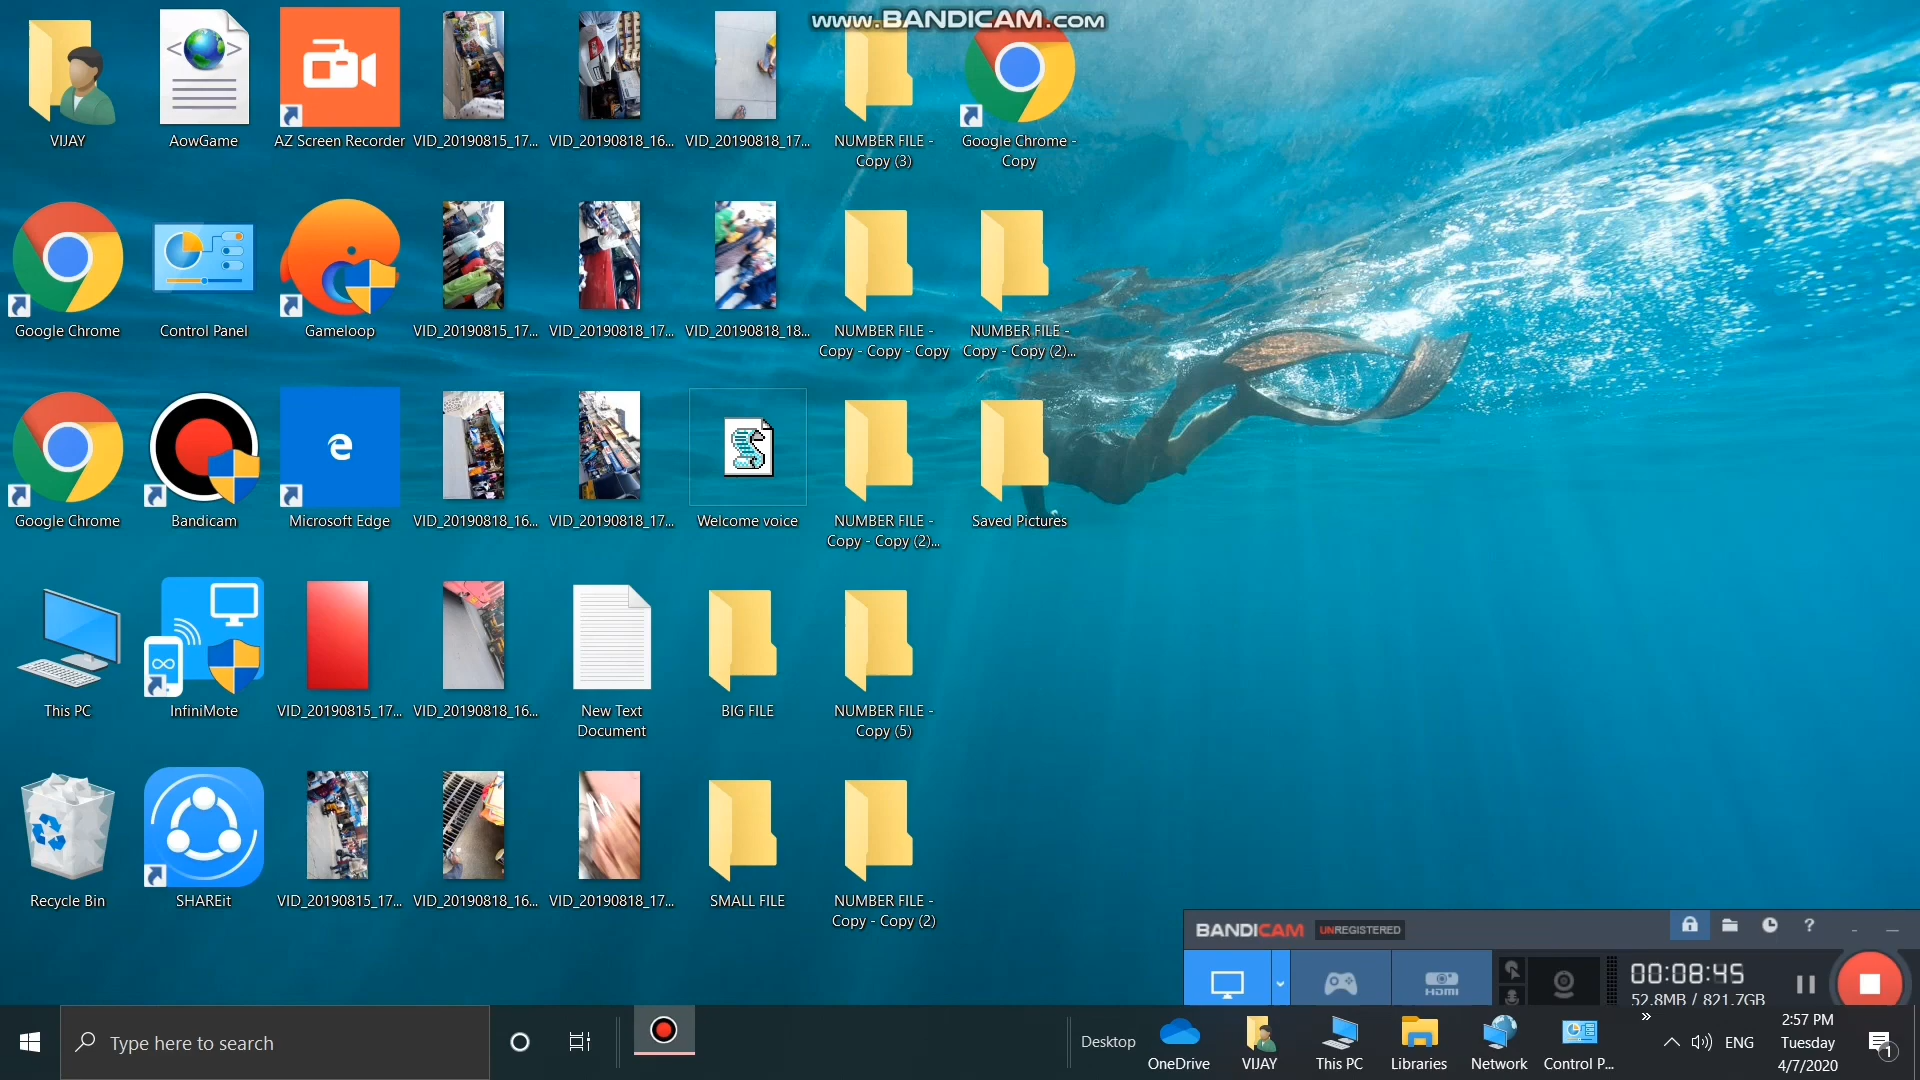 www.BANDICAM.com
VIJAY
AowGame
AZ Screen Recorder
VID_20190815_17...
VID_20190818_16...
VID_20190818_17...
NUMBER FILE -
Copy (3)
Google Chrome -
Copy
Google Chrome
Control Panel
Gameloop
VID_20190815_17...
VID_20190818_17...
VID_20190818_18...
NUMBER FILE -
Copy - Copy - Copy
NUMBER FILE -
Copy - Copy (2)...
Google Chrome
Bandicam
Microsoft Edge
VID_20190818_16...
VID_20190818_17...
Welcome voice
NUMBER FILE -
Copy - Copy (2)...
Saved Pictures
This PC
InfiniMote
VID_20190815_17...
VID_20190818_16...
New Text
Document
BIG FILE
NUMBER FILE -
Copy (5)
Recycle Bin
SHAREit
VID_20190815_17...
VID_20190818_16...
VID_20190818_17...
SMALL FILE
NUMBER FILE -
Copy - Copy (2)
BANDICAM UNREGISTERED
?
HDMI
00:08:45
52.8MB / 821.7GB
Type here to search
Desktop
OneDrive
VIJAY
This PC
Libraries
Network
Control P...
ENG
2:57 PM
Tuesday
4/7/2020
1